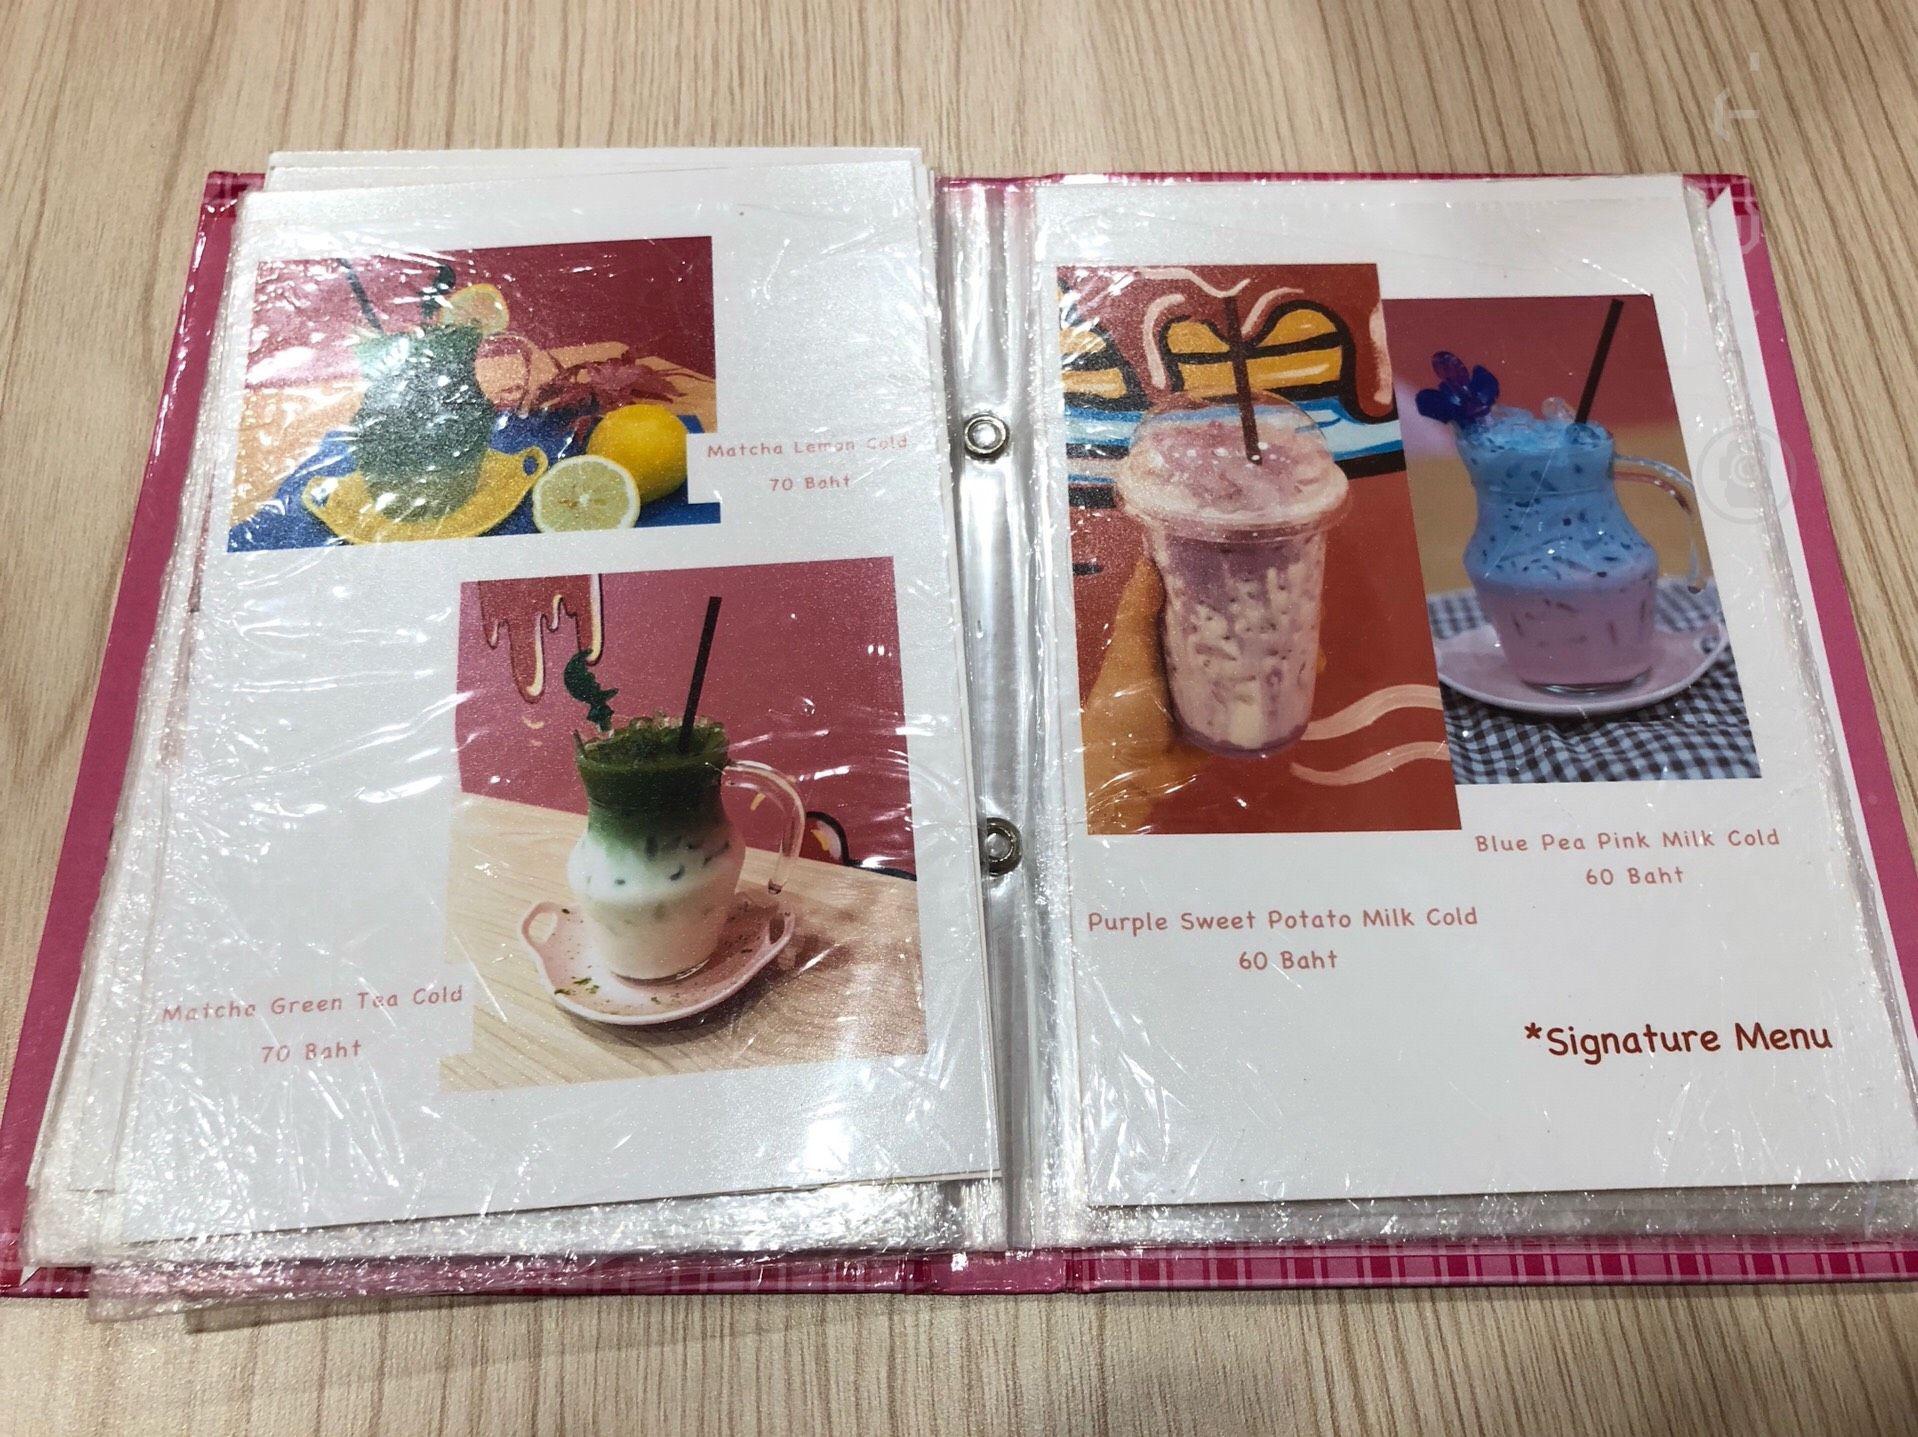 Matcha Lemon Cold
70 Baht
Matcha Green Tea Cold
70 Baht
Blue Pea Pink Milk Cold
60 Baht
Purple Sweet Potato Milk Cold
60 Baht
*Signature Menu